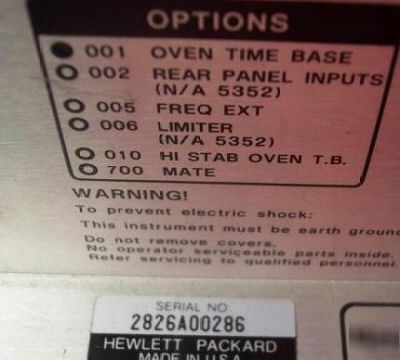 OPTIONS
001 OVEN TIME BASE
002 REAR PANEL INPUTS
(N/A 5352)
005 FREQ EXT
006 LIMITER
(N/A 5352)
010 HI STAB OVEN T.B.
700 MATE
WARNING!
To prevent electric shock:
This instrument must be earth groun
Do not remove covers.
No operator serviceable parts inside.
Refer servicing to qualified personnel.
SERIAL NO
2826A00286
HEWLETT PACKARD
MADE IN U.S.A